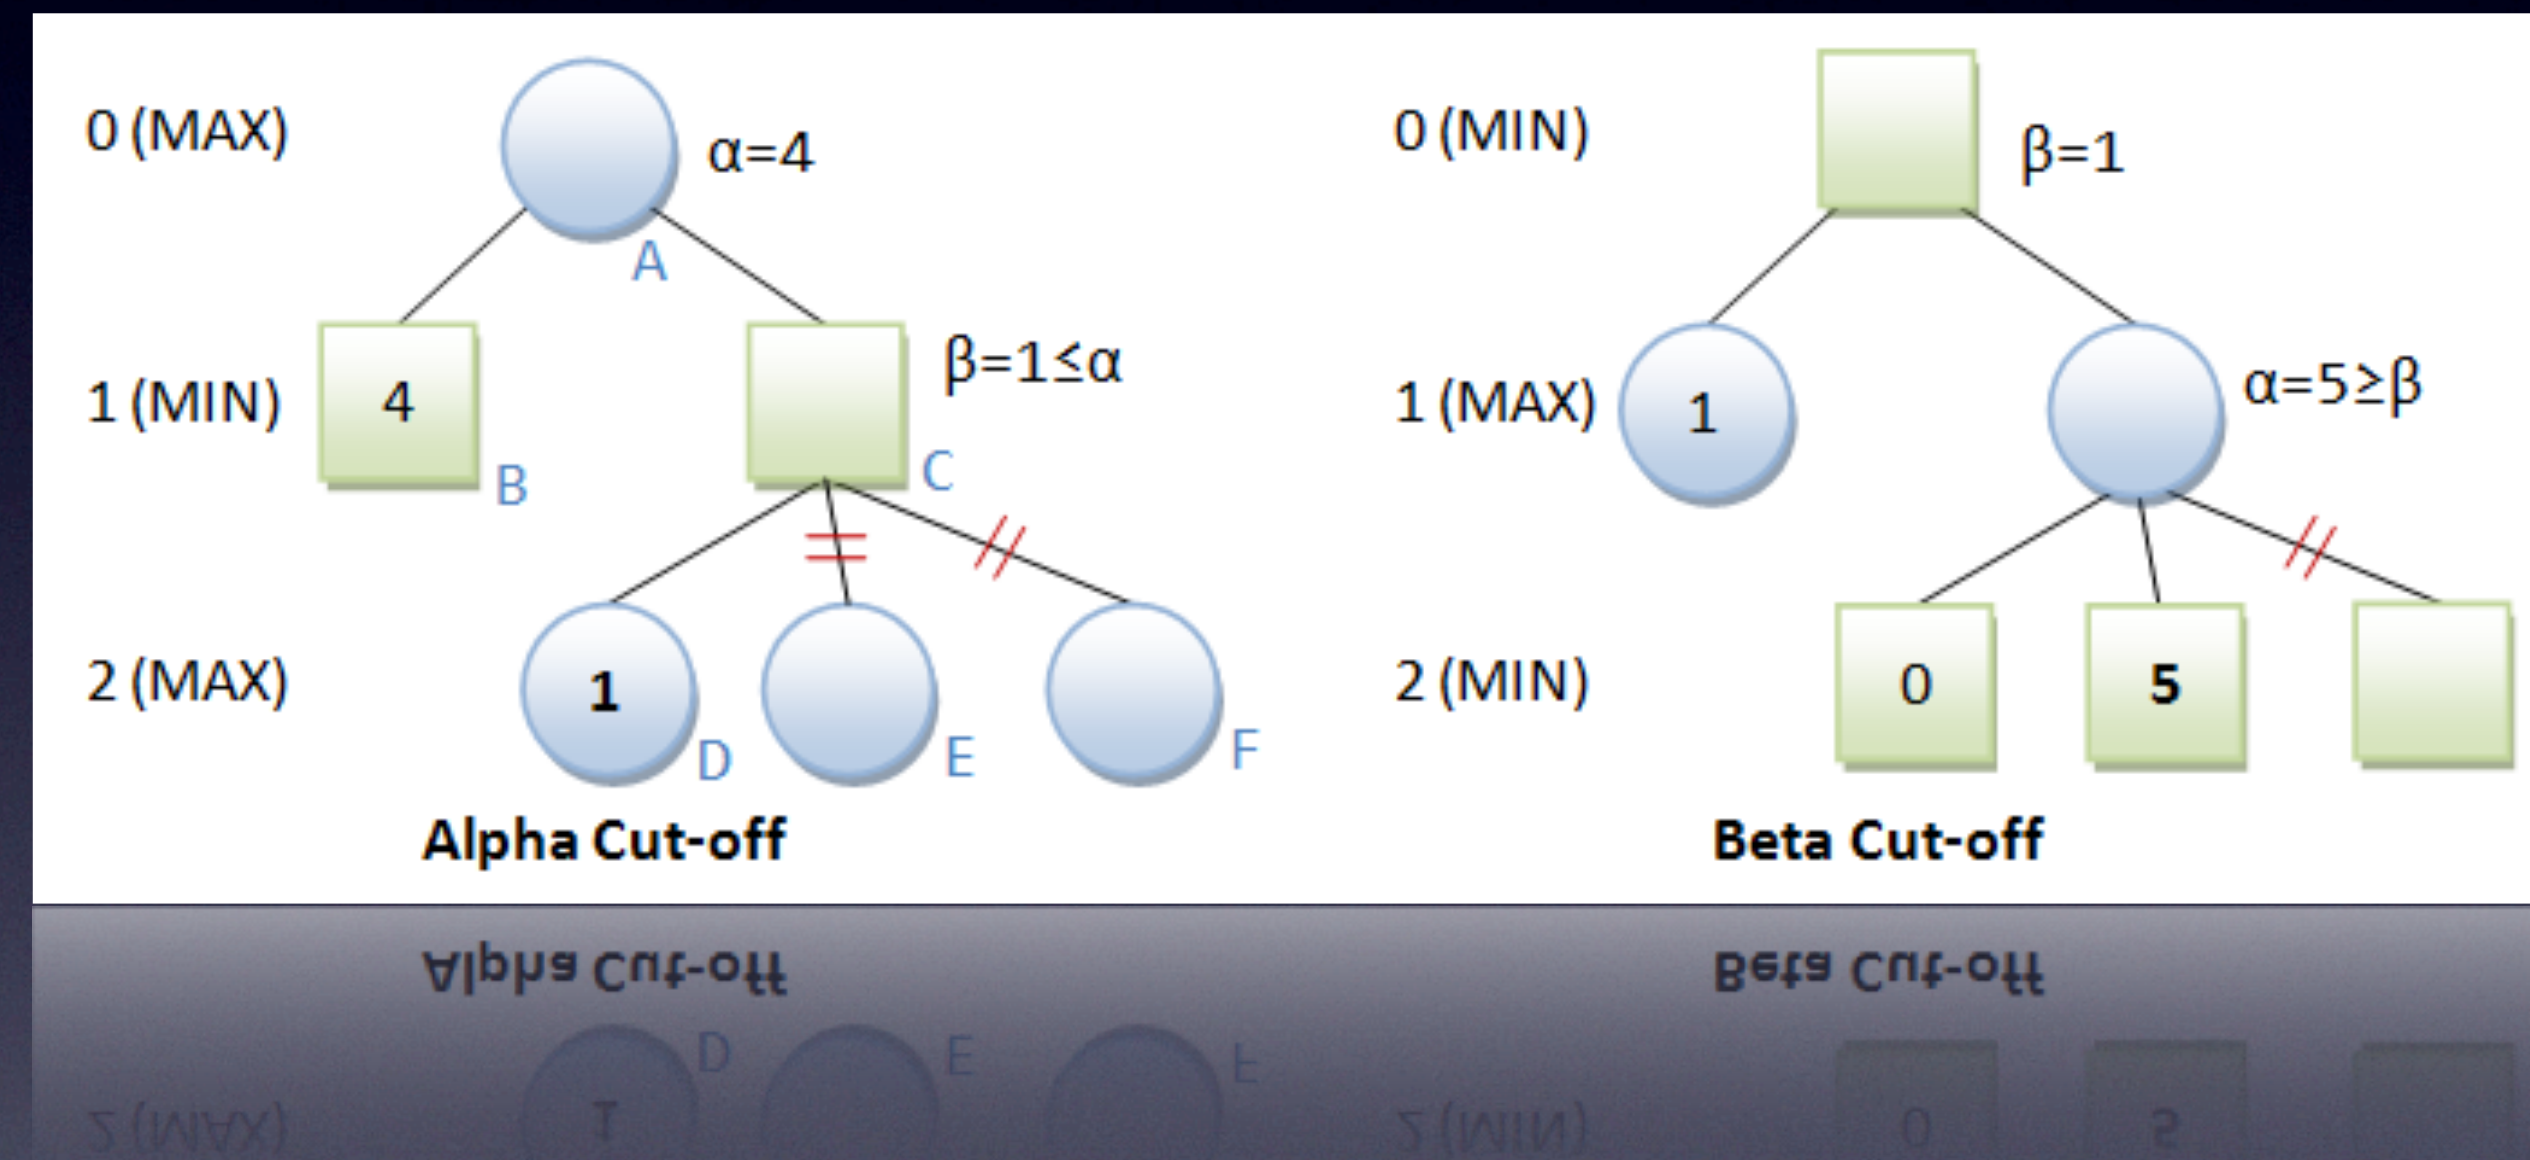 0 (MAX)
α=4
A
1 (MIN)
4
B
β=1≤α
C
2 (MAX)
1
D
E
F
Alpha Cut-off
0 (MIN)
β=1
1 (MAX)
1
α=5≥β
2 (MIN)
0
5
Beta Cut-off